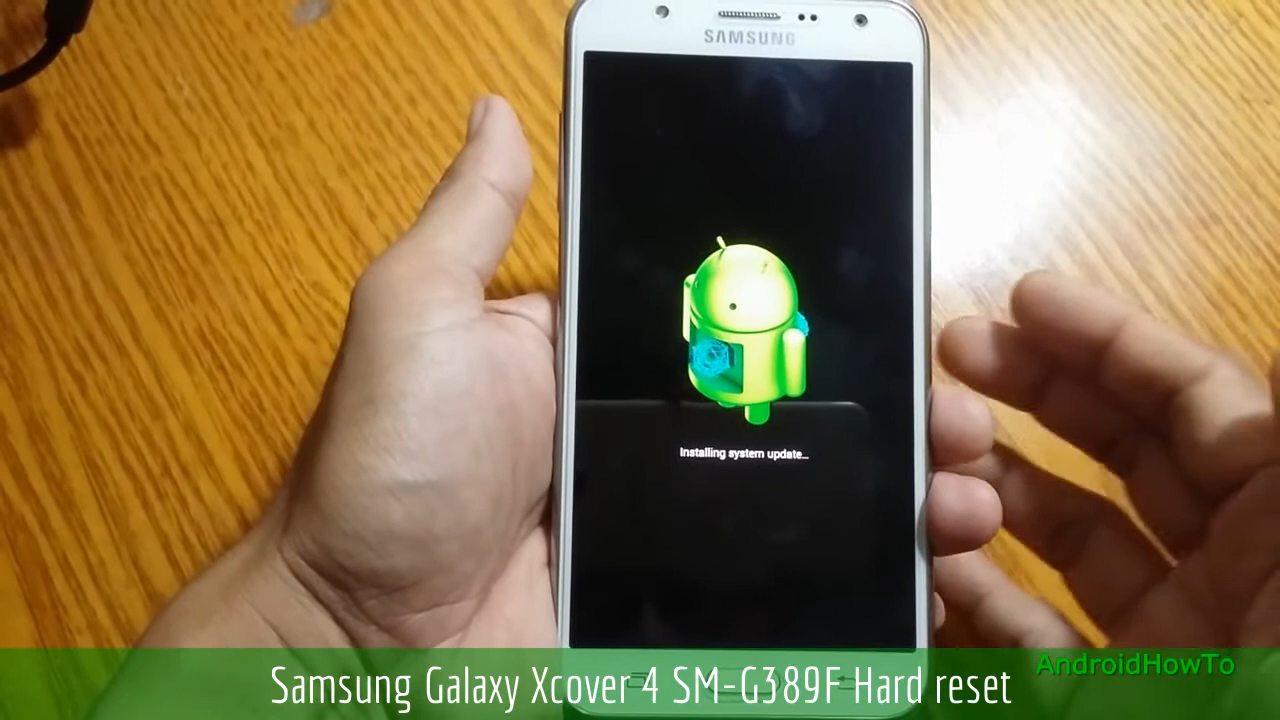 SAMSUNG
Installing system update...
AndroidHowTo
Samsung Galaxy Xcover 4 SM-G389F Hard reset